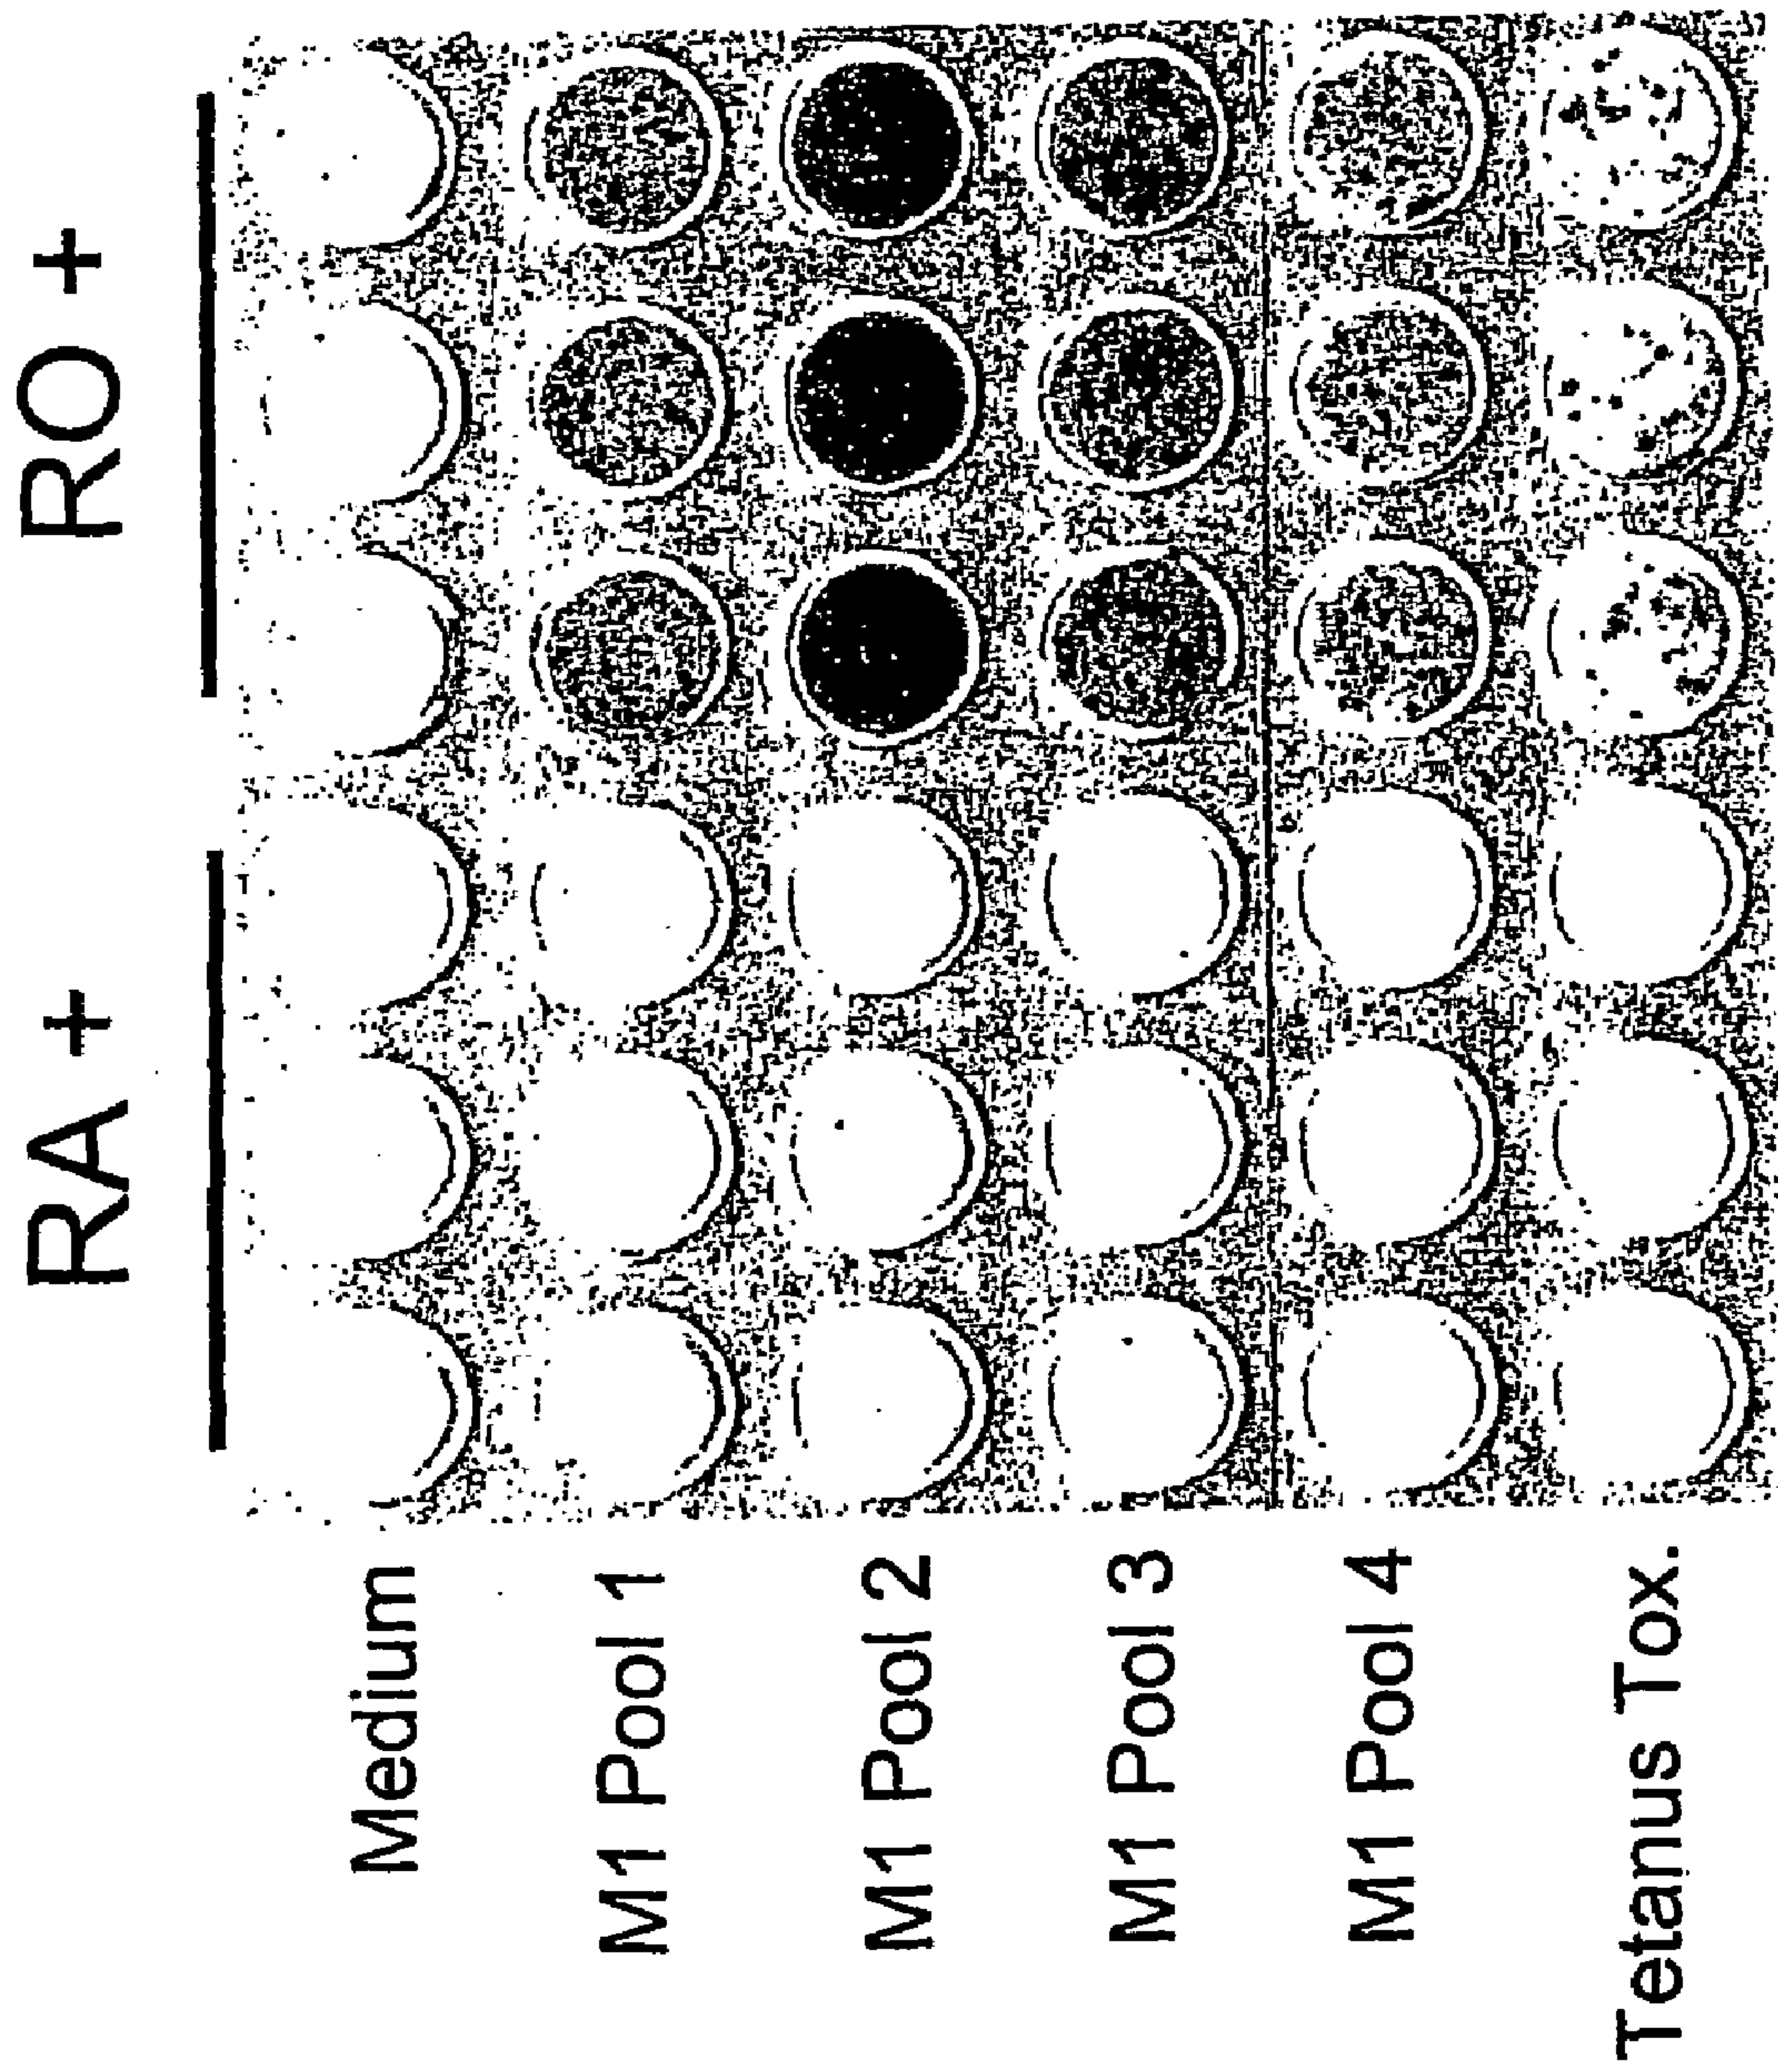 RA +
RO +
Medium
M1 Pool 1
M1 Pool 2
M1 Pool 3
M1 Pool 4
Tetanus Tox.